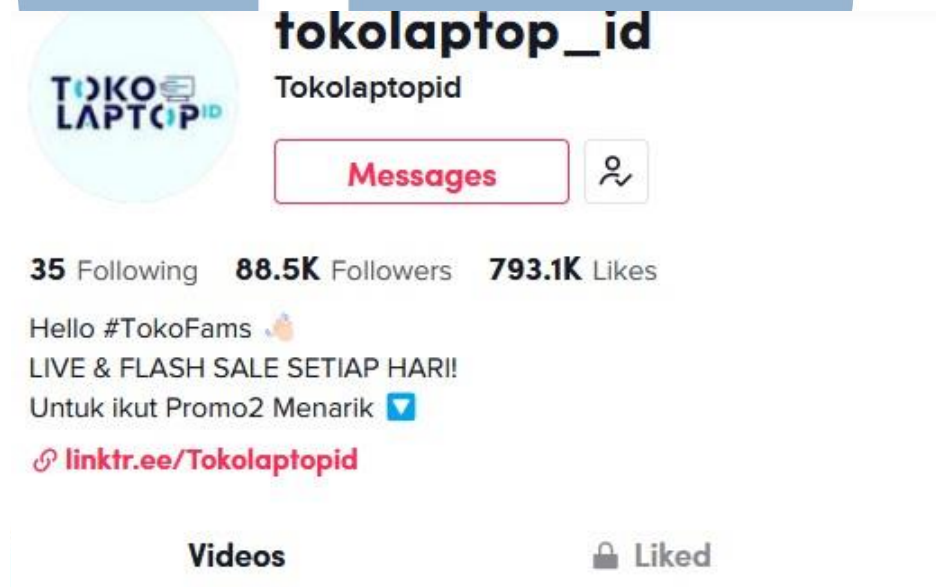 tokolaptop_id
TOKO
LAPTOP ID
Tokolaptopid
Messages
35 Following 88.5K Followers 793.1K Likes
Hello #TokoFams 👋🏻
LIVE & FLASH SALE SETIAP HARI!
Untuk ikut Promo2 Menarik 🔽
linktr.ee/Tokolaptopid
Videos Liked